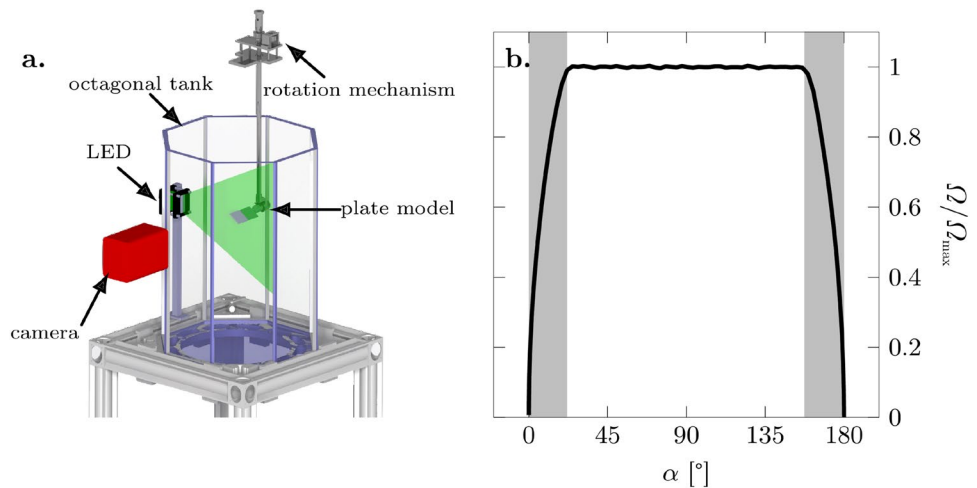 a.
octagonal tank
rotation mechanism
LED
plate model
camera
b.
1
0.8
0.6
0.4
0.2
0
Ω/Ωmax
0 45 90 135 180
α [°]